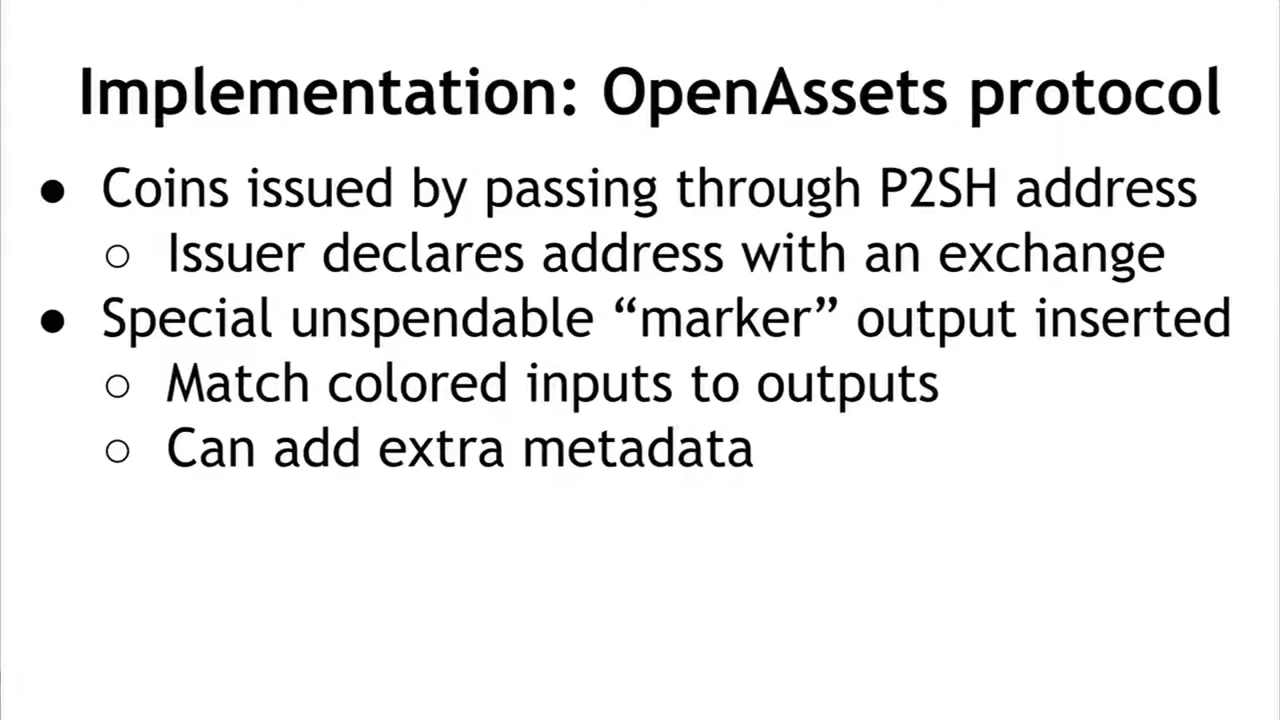 Implementation: OpenAssets protocol
● Coins issued by passing through P2SH address
○ Issuer declares address with an exchange
● Special unspendable “marker” output inserted
○ Match colored inputs to outputs
○ Can add extra metadata